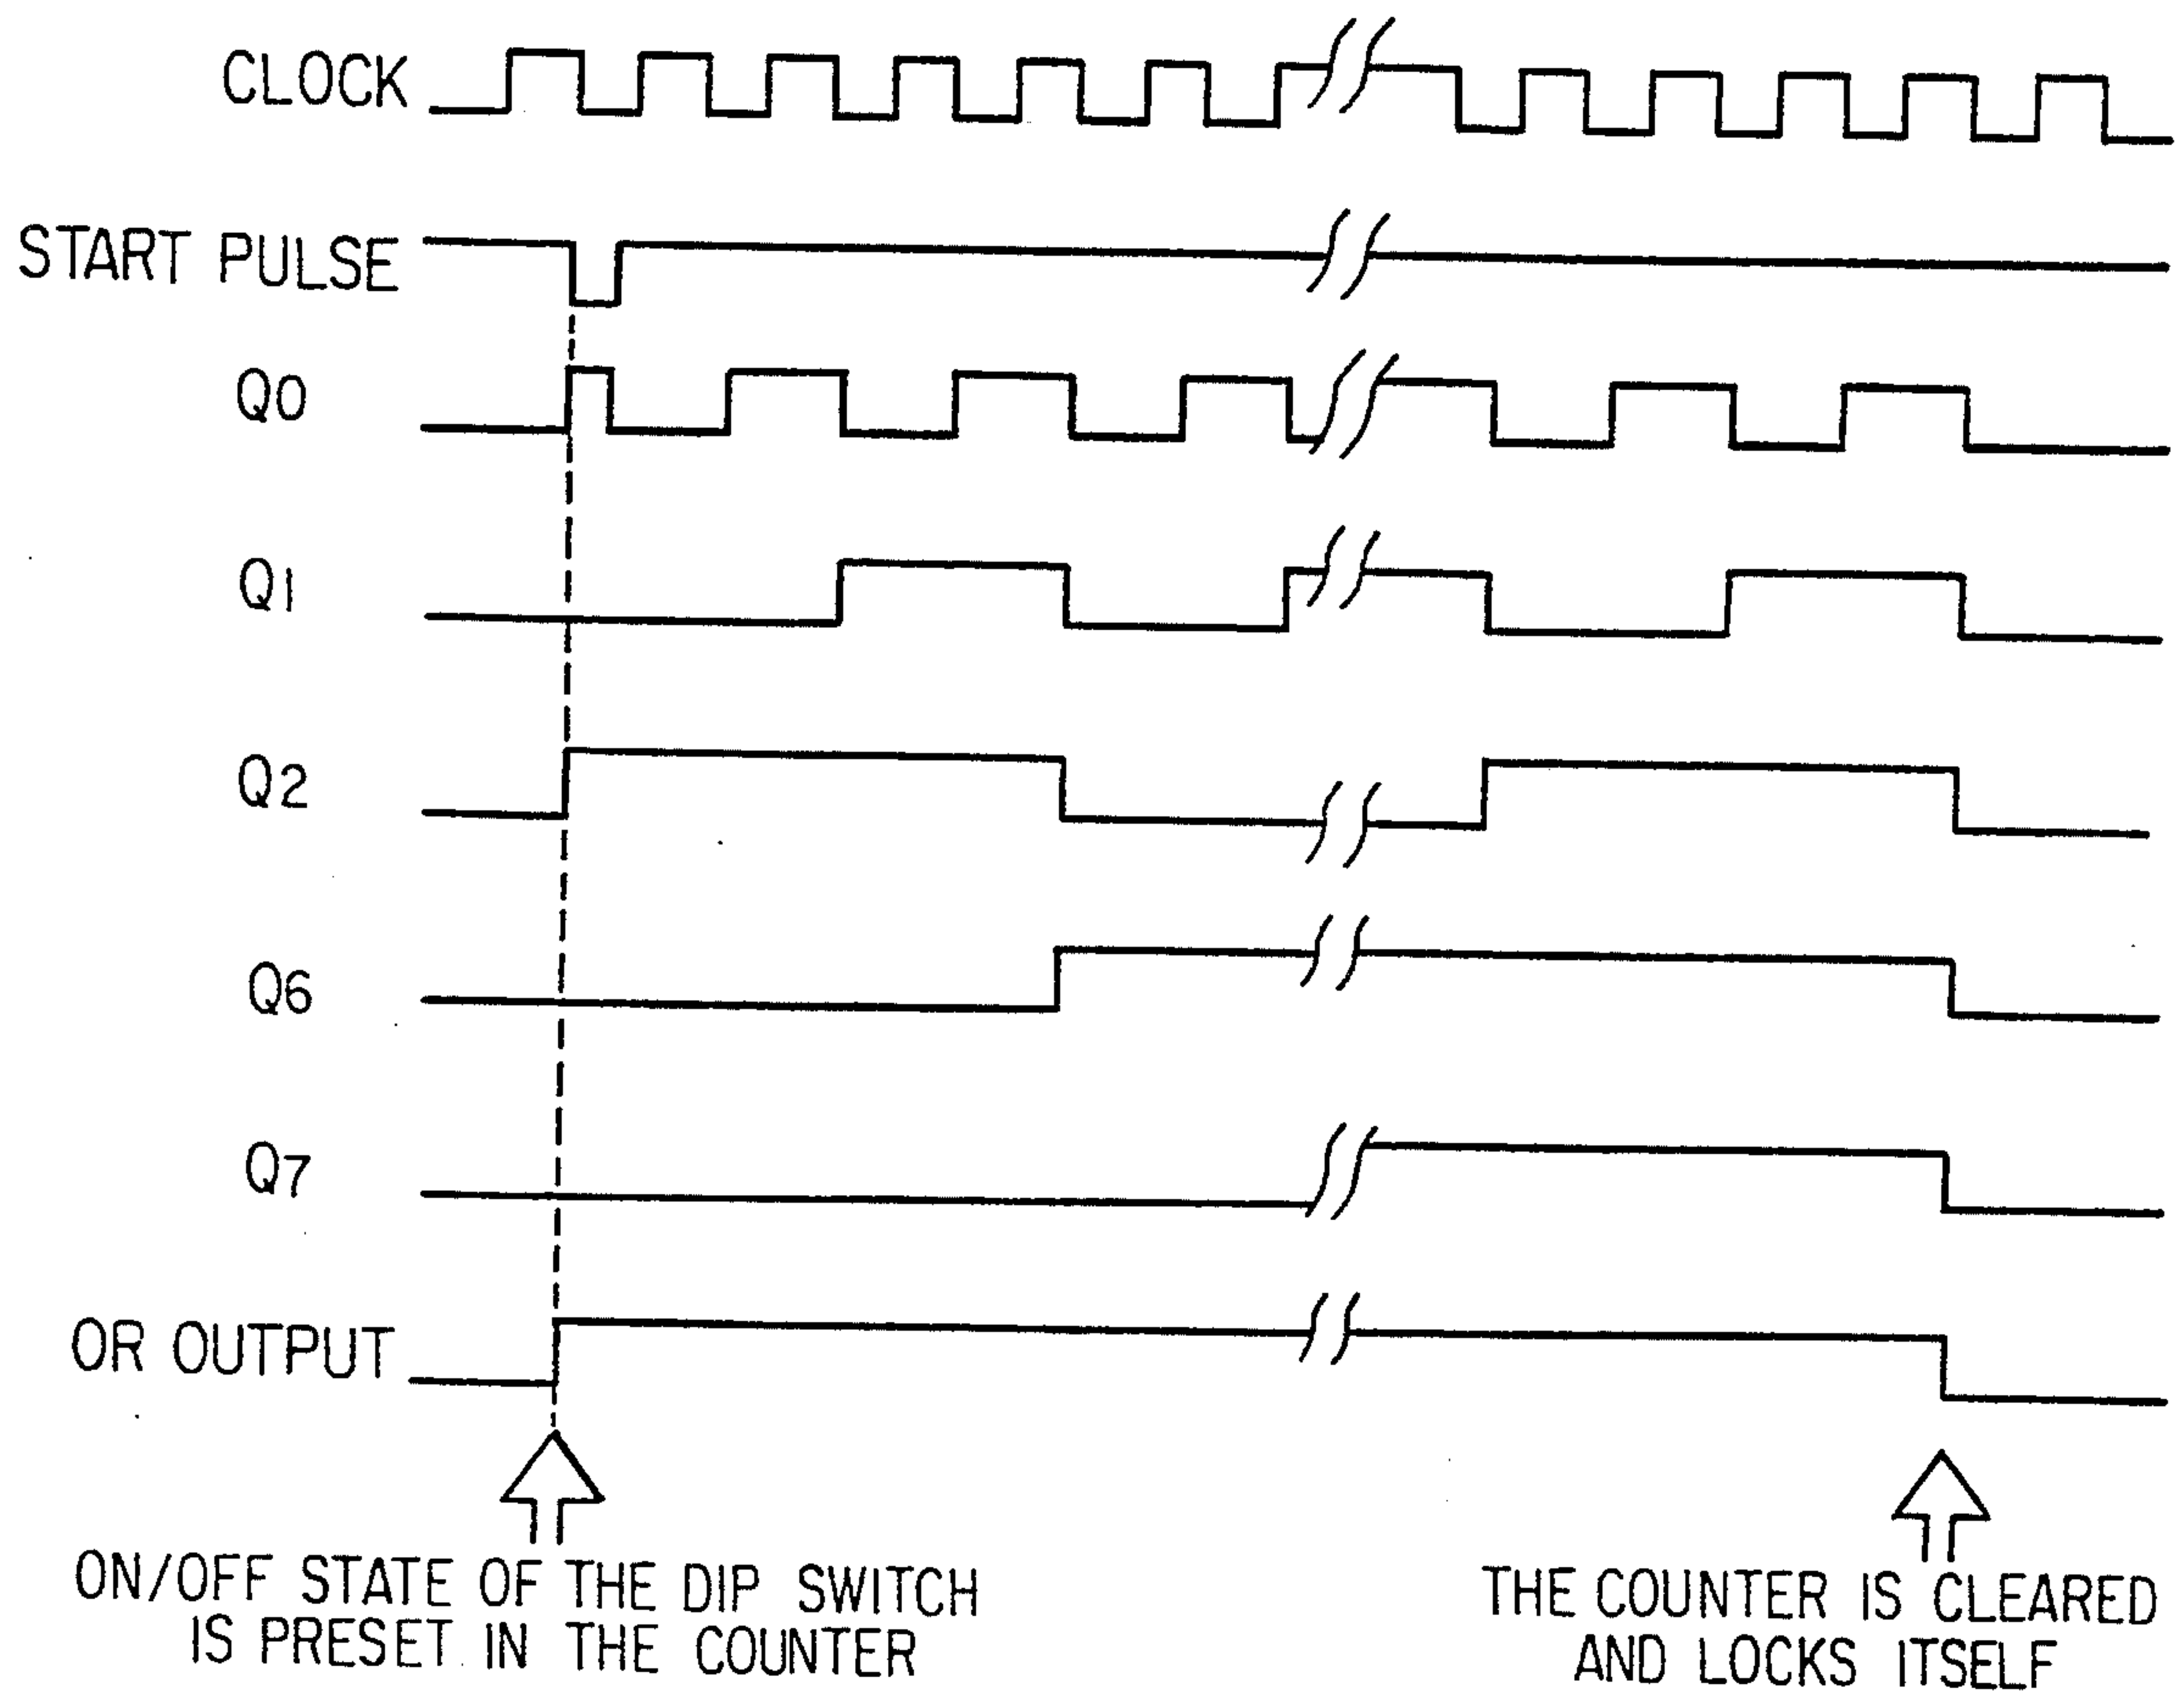 CLOCK
START PULSE
Q0
Q1
Q2
Q6
Q7
OR OUTPUT
ON/OFF STATE OF THE DIP SWITCH
IS PRESET IN THE COUNTER
THE COUNTER IS CLEARED
AND LOCKS ITSELF